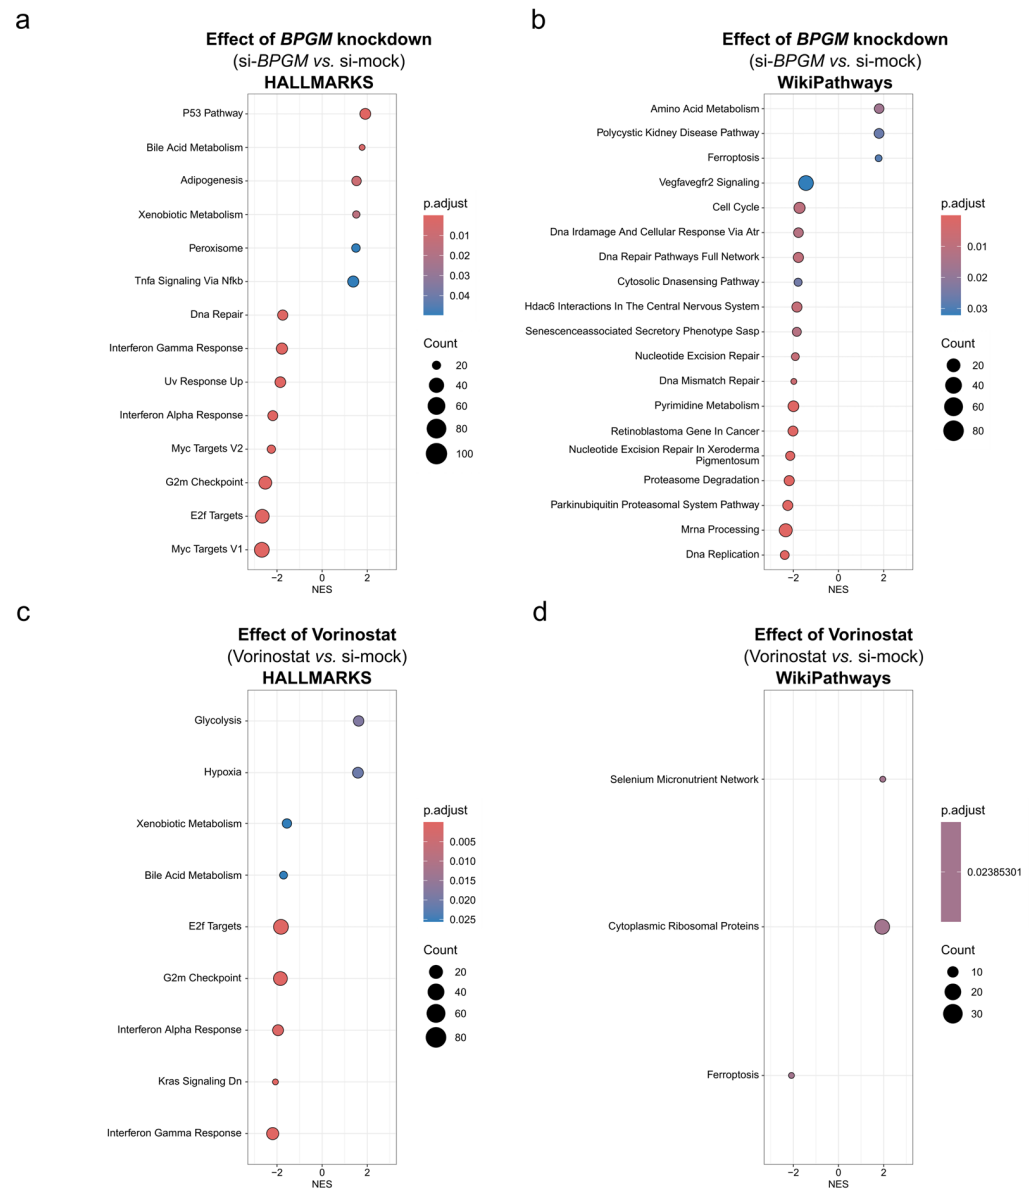 a
Effect of BPGM knockdown
(si-BPGM vs. si-mock)
HALLMARKS
P53 Pathway
Bile Acid Metabolism
Adipogenesis
Xenobiotic Metabolism
Peroxisome
Tnfa Signaling Via Nfkb
Dna Repair
Interferon Gamma Response
Uv Response Up
Interferon Alpha Response
Myc Targets V2
G2m Checkpoint
E2f Targets
Myc Targets V1
−2
0
2
NES
p.adjust
0.01
0.02
0.03
0.04
Count
20
40
60
80
100
b
Effect of BPGM knockdown
(si-BPGM vs. si-mock)
WikiPathways
Amino Acid Metabolism
Polycystic Kidney Disease Pathway
Ferroptosis
Vegfavegfr2 Signaling
Cell Cycle
Dna Irdamage And Cellular Response Via Atr
Dna Repair Pathways Full Network
Cytosolic Dnasensing Pathway
Hdac6 Interactions In The Central Nervous System
Senescenceassociated Secretory Phenotype Sasp
Nucleotide Excision Repair
Dna Mismatch Repair
Pyrimidine Metabolism
Retinoblastoma Gene In Cancer
Nucleotide Excision Repair In Xeroderma
Pigmentosum
Proteasome Degradation
Parkinubiquitin Proteasomal System Pathway
Mrna Processing
Dna Replication
−2
0
2
NES
p.adjust
0.01
0.02
0.03
Count
20
40
60
80
c
Effect of Vorinostat
(Vorinostat vs. si-mock)
HALLMARKS
Glycolysis
Hypoxia
Xenobiotic Metabolism
Bile Acid Metabolism
E2f Targets
G2m Checkpoint
Interferon Alpha Response
Kras Signaling Dn
Interferon Gamma Response
−2
0
2
NES
p.adjust
0.005
0.010
0.015
0.020
0.025
Count
20
40
60
80
d
Effect of Vorinostat
(Vorinostat vs. si-mock)
WikiPathways
Selenium Micronutrient Network
Cytoplasmic Ribosomal Proteins
Ferroptosis
−2
0
2
NES
p.adjust
0.02385301
Count
10
20
30